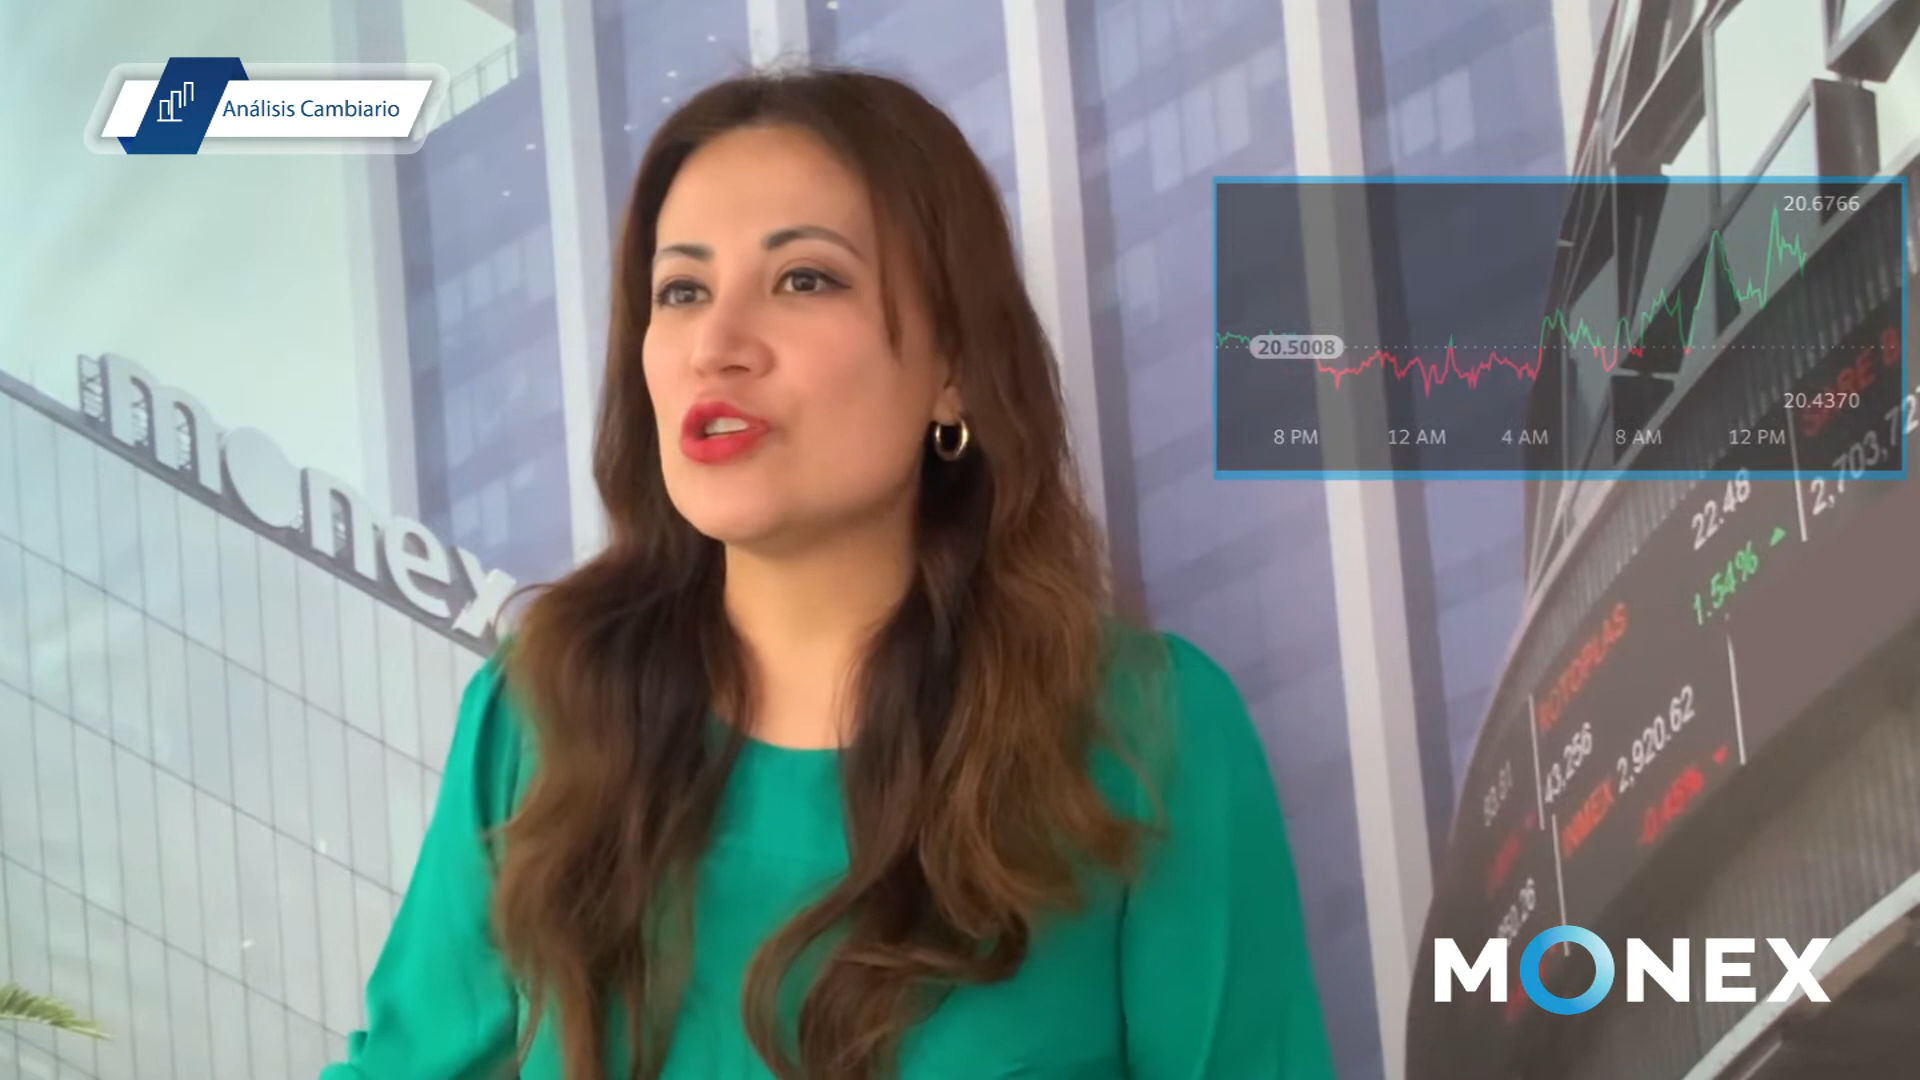 Análisis Cambiario
20.6766
20.5008
20.4370
8 PM 12 AM 4 AM 8 AM 12 PM
monex
22.48
2,703,72
1.54%
ROTOPLAS
43,256
2,920.62
MONEX